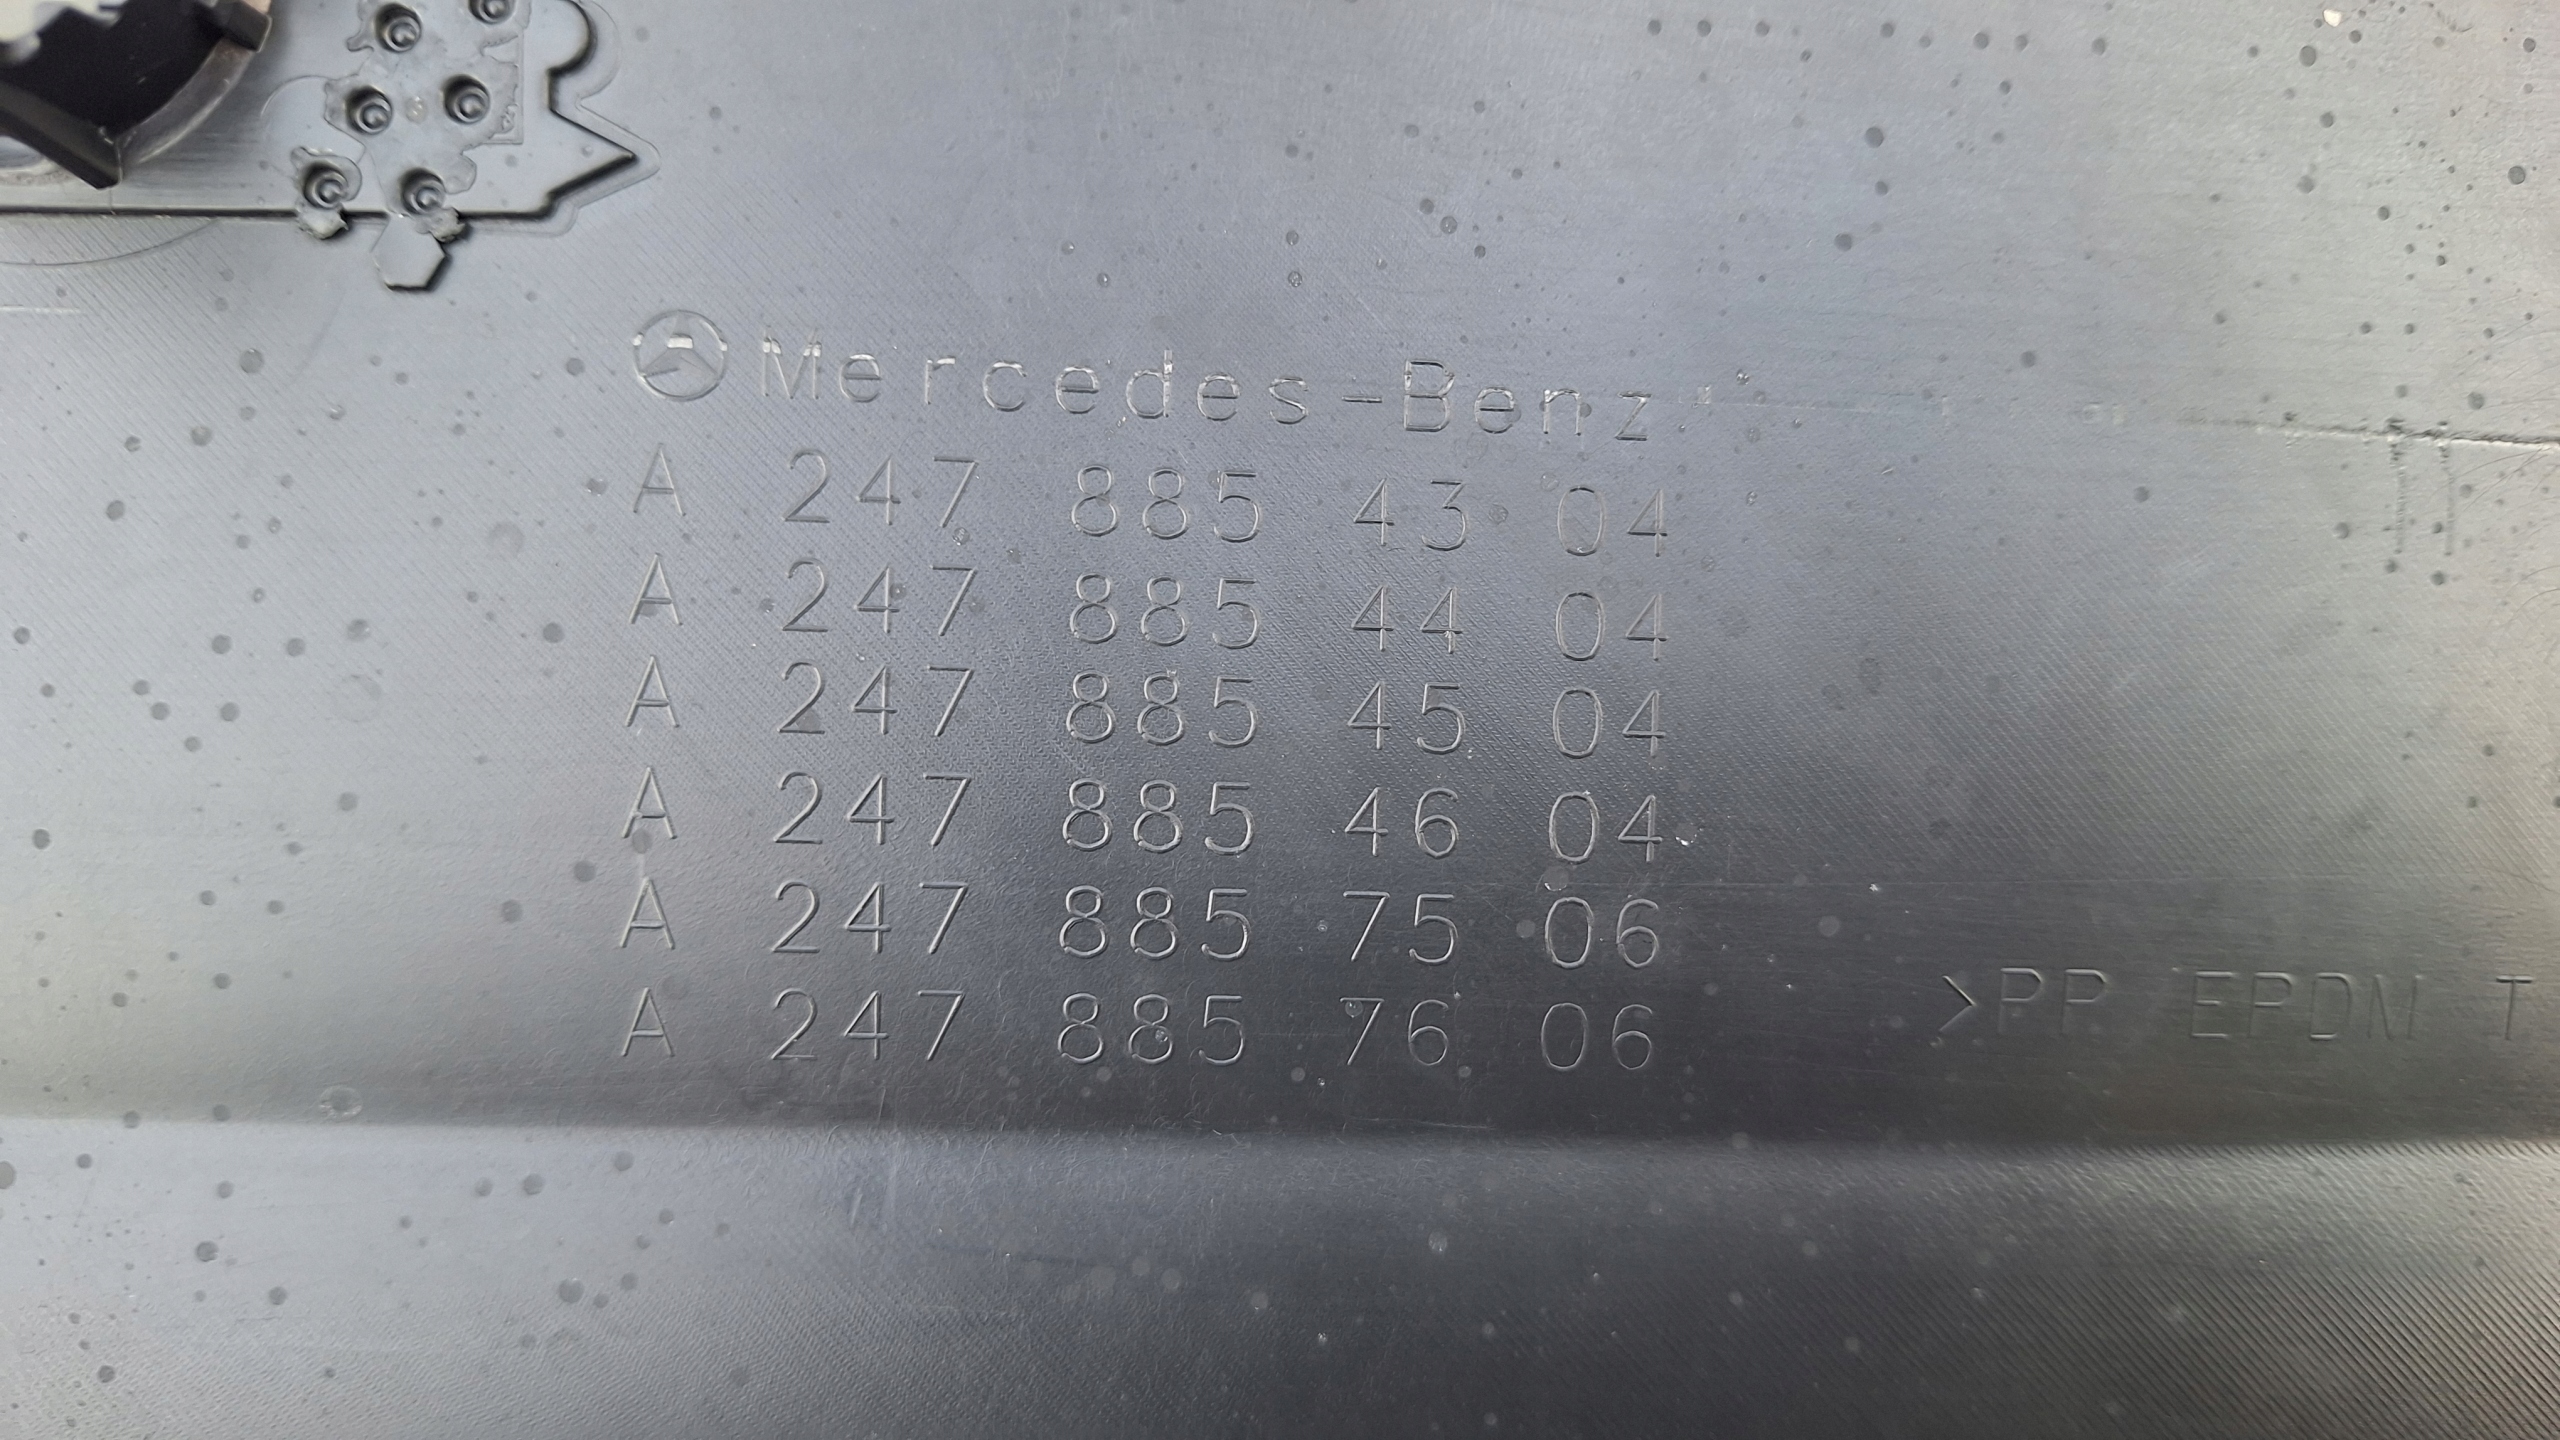 Mercedes-Benz
A 247 885 43 04
A 247 885 44 04
A 247 885 45 04
A 247 885 46 04
A 247 885 75 06
A 247 885 76 06
>PP EPDM T